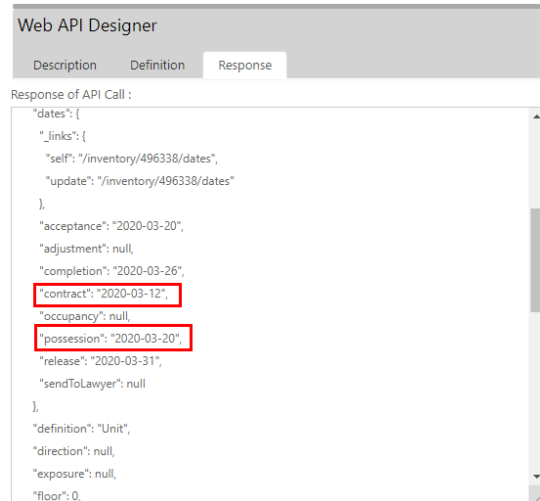 Web API Designer
Description Definition Response
Response of API Call :
"dates": {
"_links": {
"self": "/inventory/496338/dates",
"update": "/inventory/496338/dates"
},
"acceptance": "2020-03-20",
"adjustment": null,
"completion": "2020-03-26",
"contract": "2020-03-12",
"occupancy": null,
"possession": "2020-03-20",
"release": "2020-03-31",
"sendToLawyer": null
},
"definition": "Unit",
"direction": null,
"exposure": null,
"floor": 0,